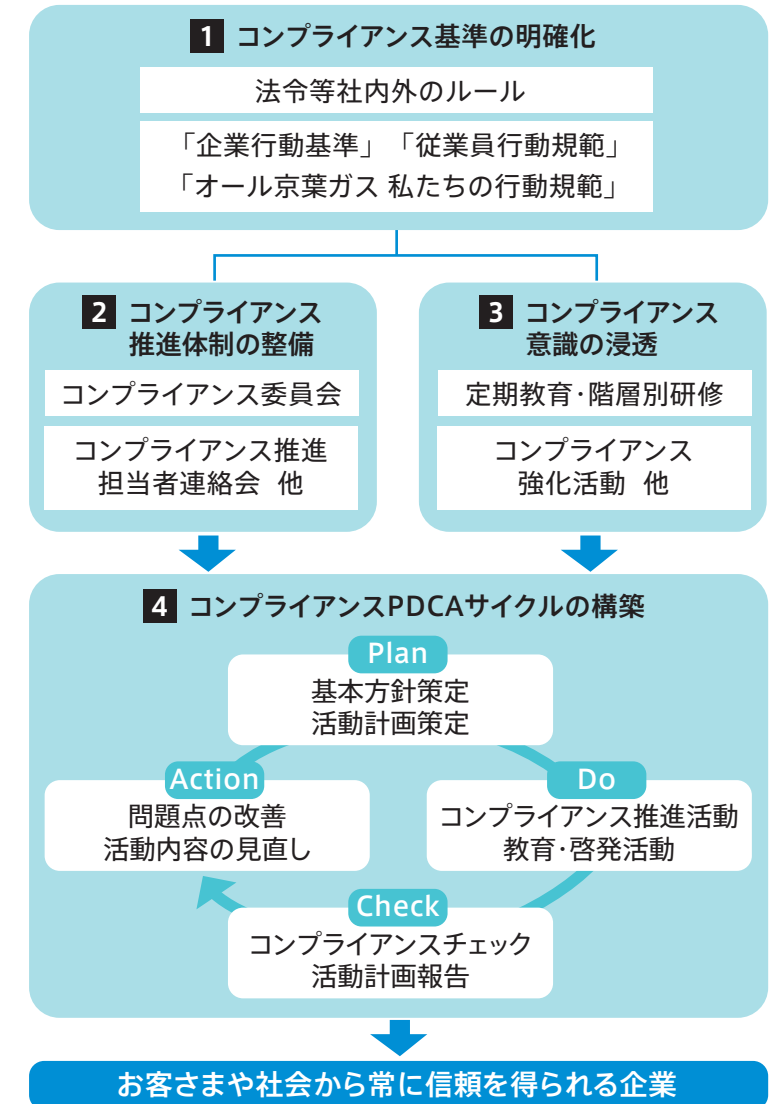 1 コンプライアンス基準の明確化
法令等社内外のルール
「企業行動基準」「従業員行動規範」
「オール京葉ガス 私たちの行動規範」
2 コンプライアンス
推進体制の整備
コンプライアンス委員会
コンプライアンス推進
担当者連絡会 他
3 コンプライアンス
意識の浸透
定期教育・階層別研修
コンプライアンス
強化活動 他
4 コンプライアンスPDCAサイクルの構築
Plan
基本方針策定
活動計画策定
Do
コンプライアンス推進活動
教育・啓発活動
Check
コンプライアンスチェック
活動計画報告
Action
問題点の改善
活動内容の見直し
お客さまや社会から常に信頼を得られる企業